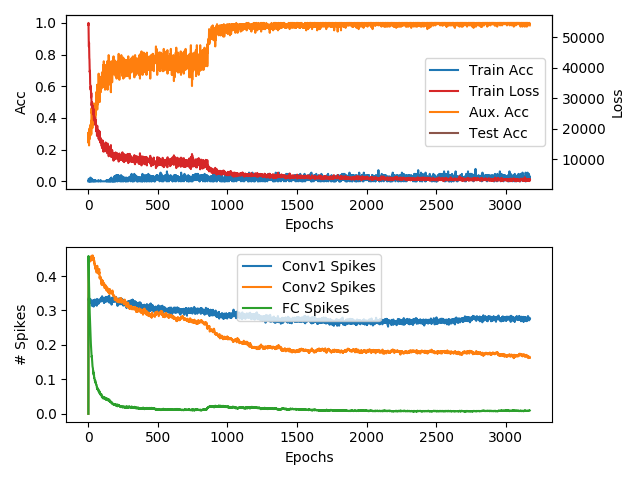 1.0
0.8
0.6
0.4
0.2
0.0
Acc
50000
40000
30000
20000
10000
Loss
Train Acc
Train Loss
Aux. Acc
Test Acc
0 500 1000 1500 2000 2500 3000
Epochs
0.4
0.3
0.2
0.1
0.0
# Spikes
Conv1 Spikes
Conv2 Spikes
FC Spikes
0 500 1000 1500 2000 2500 3000
Epochs